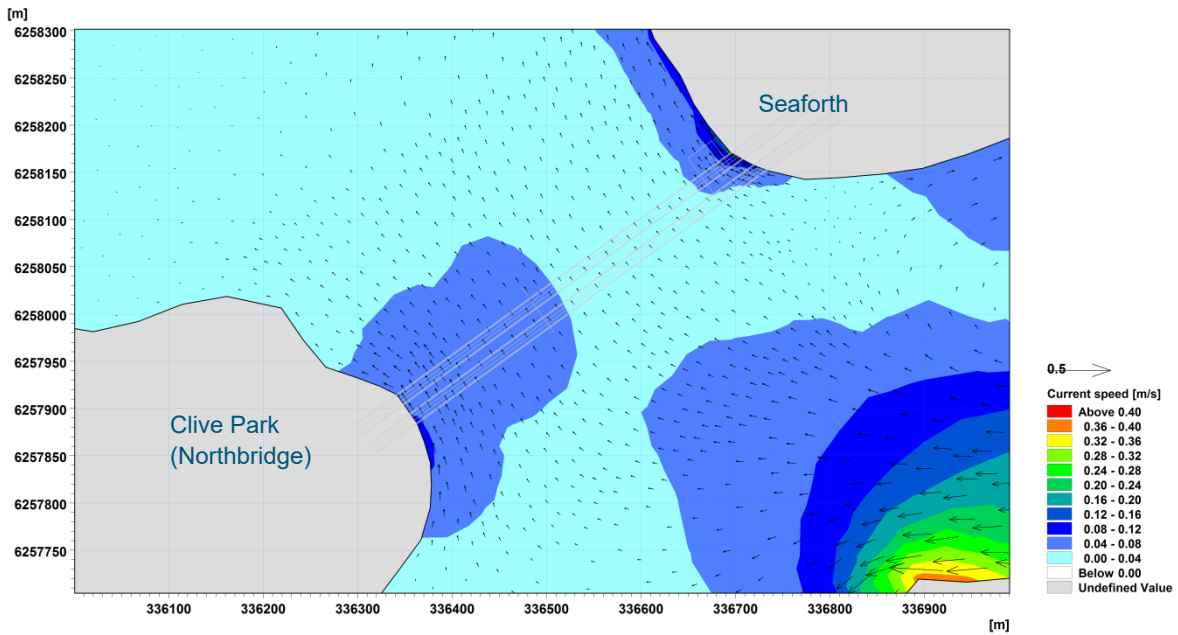 [m]
6258300
6258250
6258200
6258150
6258100
6258050
6258000
6257950
6257900
6257850
6257800
6257750
Seaforth
Clive Park
(Northbridge)
336100 336200 336300 336400 336500 336600 336700 336800 336900
[m]
0.5
Current speed [m/s]
Above 0.40
0.36 - 0.40
0.32 - 0.36
0.28 - 0.32
0.24 - 0.28
0.20 - 0.24
0.16 - 0.20
0.12 - 0.16
0.08 - 0.12
0.04 - 0.08
0.00 - 0.04
Below 0.00
Undefined Value